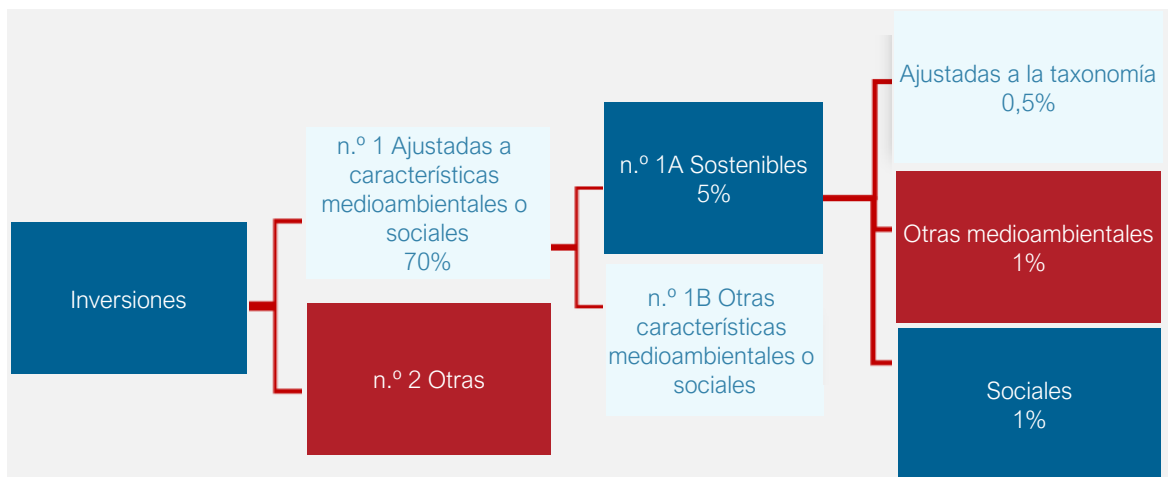 Inversiones
n.º 1 Ajustadas a
características
medioambientales o
sociales
70%
n.º 2 Otras
n.º 1A Sostenibles
5%
n.º 1B Otras
características
medioambientales o
sociales
Ajustadas a la taxonomía
0,5%
Otras medioambientales
1%
Sociales
1%